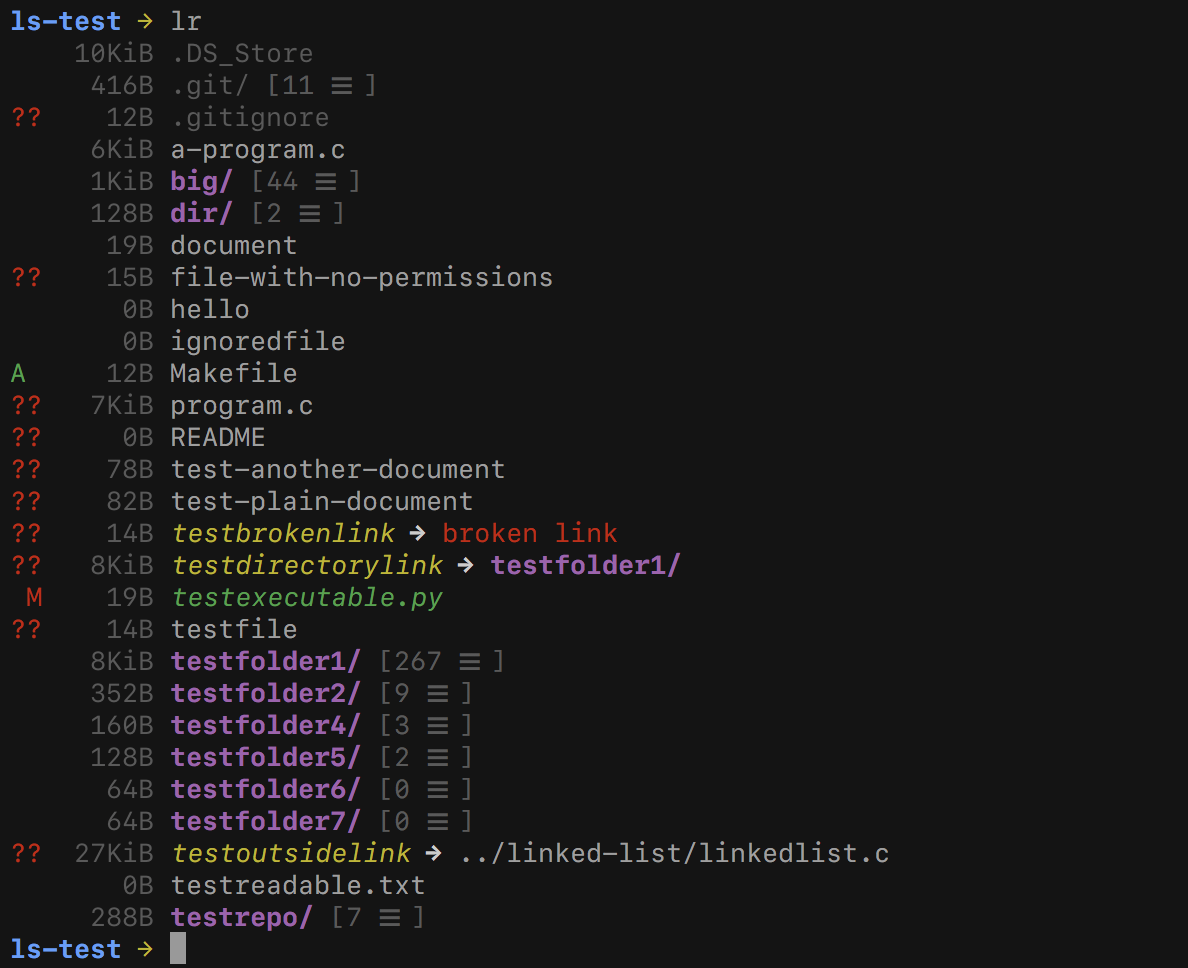 ls-test → lr
10KiB .DS_Store
416B .git/ [11 ≡ ]
?? 12B .gitignore
6KiB a-program.c
1KiB big/ [44 ≡ ]
128B dir/ [2 ≡ ]
19B document
?? 15B file-with-no-permissions
0B hello
0B ignoredfile
A 12B Makefile
?? 7KiB program.c
?? 0B README
?? 78B test-another-document
?? 82B test-plain-document
?? 14B testbrokenlink → broken link
?? 8KiB testdirectorylink → testfolder1/
M 19B testexecutable.py
?? 14B testfile
8KiB testfolder1/ [267 ≡ ]
352B testfolder2/ [9 ≡ ]
160B testfolder4/ [3 ≡ ]
128B testfolder5/ [2 ≡ ]
64B testfolder6/ [0 ≡ ]
64B testfolder7/ [0 ≡ ]
?? 27KiB testoutsidelink → ../linked-list/linkedlist.c
0B testreadable.txt
288B testrepo/ [7 ≡ ]
ls-test →